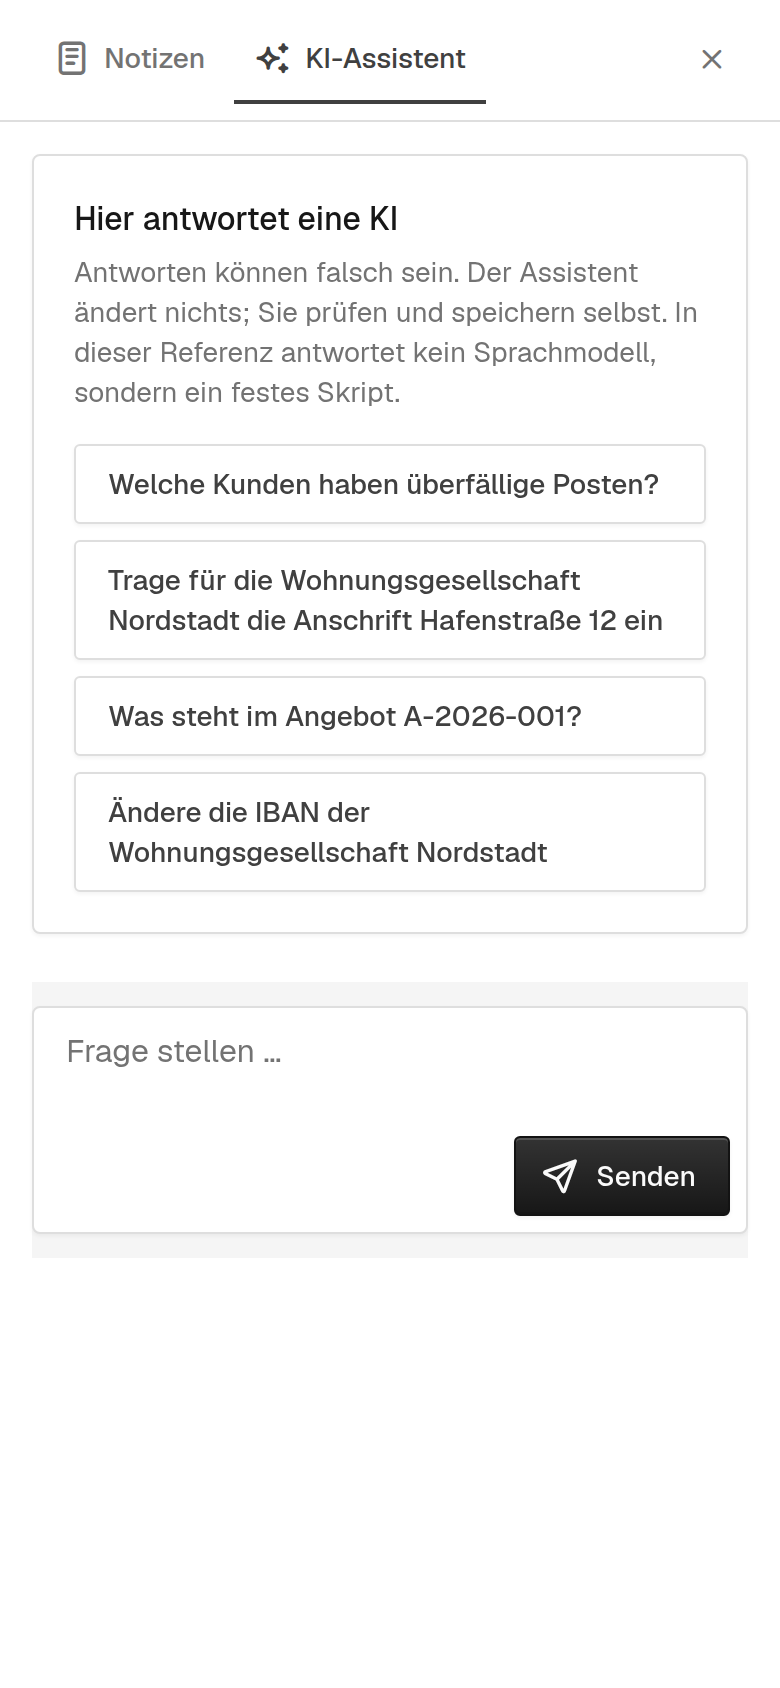 Notizen
KI-Assistent
Hier antwortet eine KI
Antworten können falsch sein. Der Assistent
ändert nichts; Sie prüfen und speichern selbst. In
dieser Referenz antwortet kein Sprachmodell,
sondern ein festes Skript.
Welche Kunden haben überfällige Posten?
Trage für die Wohnungsgesellschaft
Nordstadt die Anschrift Hafenstraße 12 ein
Was steht im Angebot A-2026-001?
Ändere die IBAN der
Wohnungsgesellschaft Nordstadt
Frage stellen …
Senden